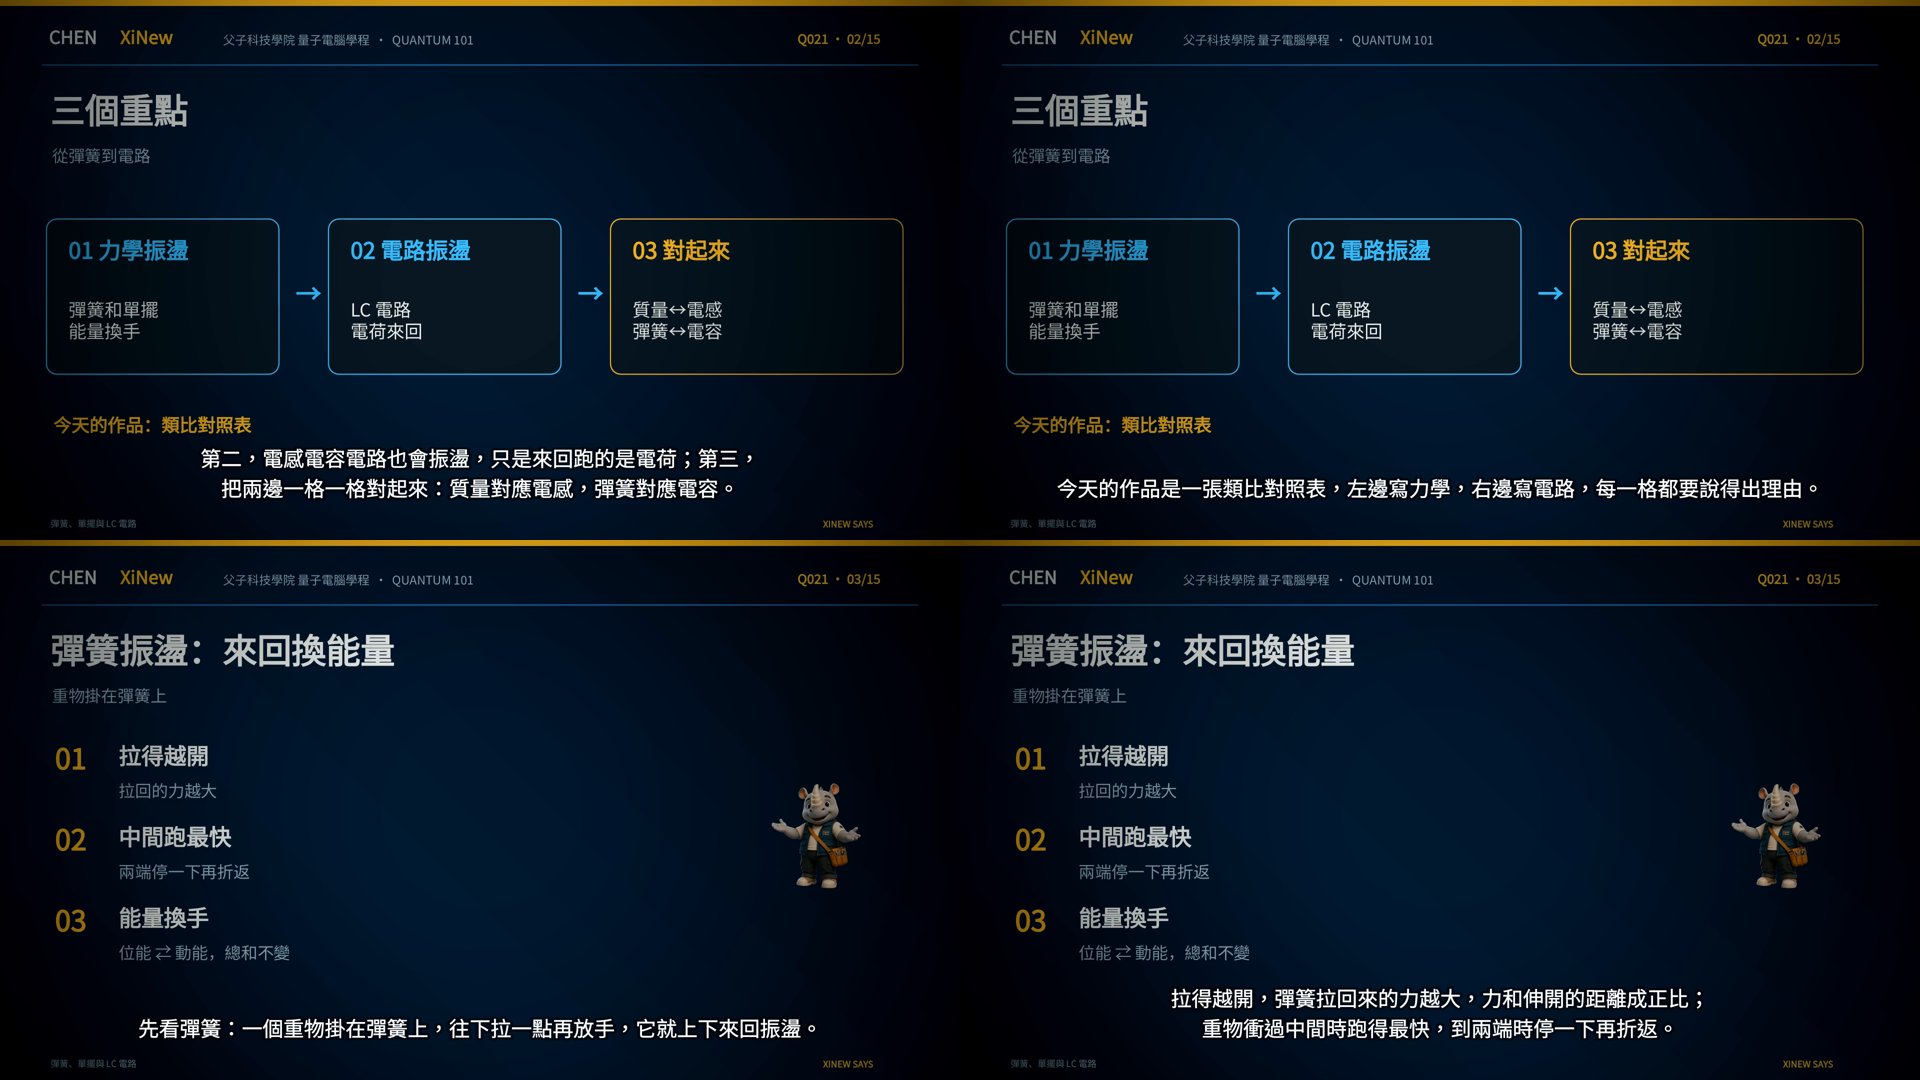 CHEN XiNew 父子科技學院 量子電腦學程 · QUANTUM 101 Q021 · 02/15
三個重點
從彈簧到電路
01 力學振盪
彈簧和單擺
能量換手
→
02 電路振盪
LC 電路
電荷來回
→
03 對起來
質量↔電感
彈簧↔電容
今天的作品：類比對照表
第二，電感電容電路也會振盪，只是來回跑的是電荷；第三，
把兩邊一格一格對起來：質量對應電感，彈簧對應電容。
彈簧、單擺與 LC 電路 XINEW SAYS
CHEN XiNew 父子科技學院 量子電腦學程 · QUANTUM 101 Q021 · 02/15
三個重點
從彈簧到電路
01 力學振盪
彈簧和單擺
能量換手
→
02 電路振盪
LC 電路
電荷來回
→
03 對起來
質量↔電感
彈簧↔電容
今天的作品：類比對照表
今天的作品是一張類比對照表，左邊寫力學，右邊寫電路，每一格都要說得出理由。
彈簧、單擺與 LC 電路 XINEW SAYS
CHEN XiNew 父子科技學院 量子電腦學程 · QUANTUM 101 Q021 · 03/15
彈簧振盪：來回換能量
重物掛在彈簧上
01 拉得越開
拉回的力越大
02 中間跑最快
兩端停一下再折返
03 能量換手
位能 ⇄ 動能，總和不變
先看彈簧：一個重物掛在彈簧上，往下拉一點再放手，它就上下來回振盪。
彈簧、單擺與 LC 電路 XINEW SAYS
CHEN XiNew 父子科技學院 量子電腦學程 · QUANTUM 101 Q021 · 03/15
彈簧振盪：來回換能量
重物掛在彈簧上
01 拉得越開
拉回的力越大
02 中間跑最快
兩端停一下再折返
03 能量換手
位能 ⇄ 動能，總和不變
拉得越開，彈簧拉回來的力越大，力和伸開的距離成正比；
重物衝過中間時跑得最快，到兩端時停一下再折返。
彈簧、單擺與 LC 電路 XINEW SAYS